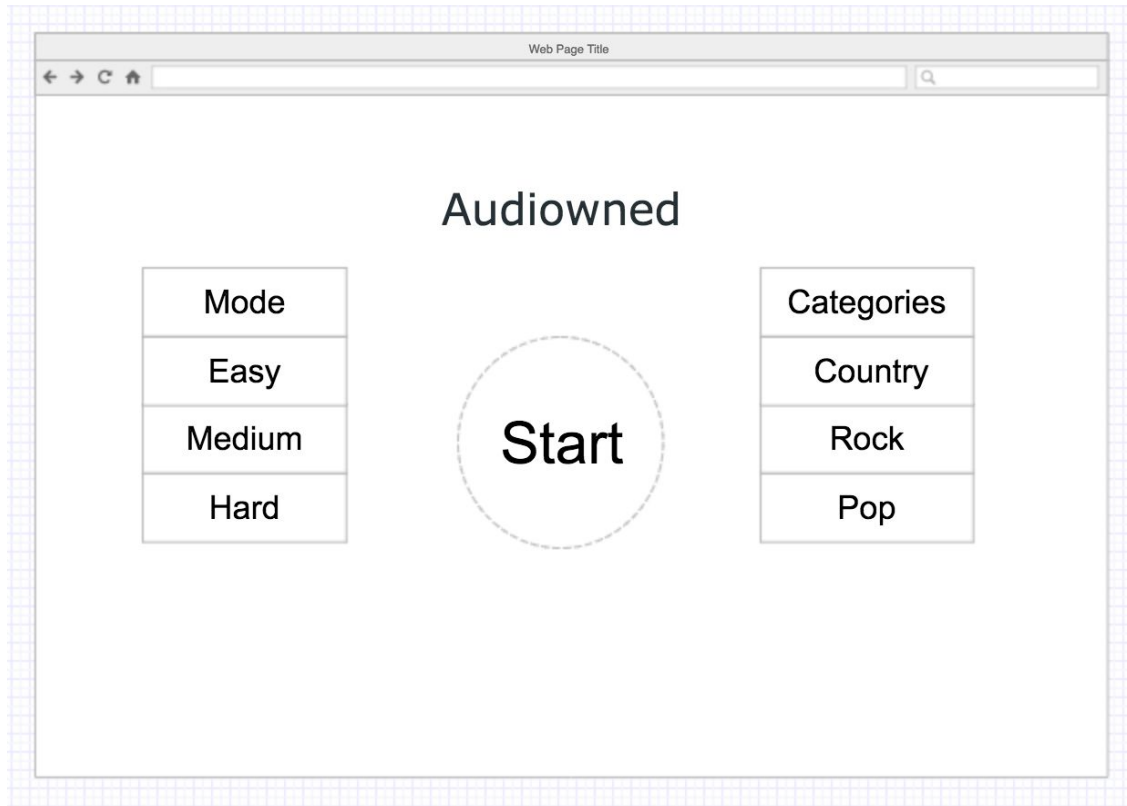 Web Page Title
Audiowned
Mode
Easy
Medium
Hard
Start
Categories
Country
Rock
Pop